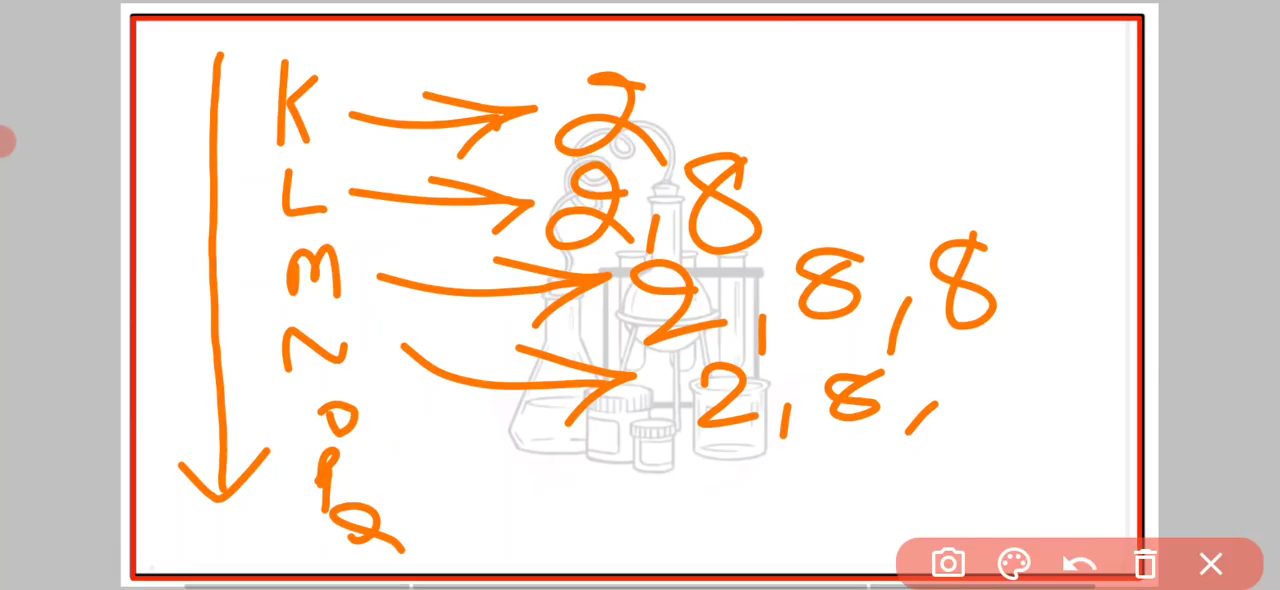 K → 2
L → 2, 8
M → 2, 8, 8
N → 2, 8,
O
P
Q